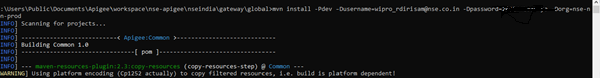 :\Users\Public\Documents\Apigee\workspace\nse-apigee\nseindia\gateway\global>mvn install -Pdev -Dusername=wipro_rdirisam@nse.co.in -Dpassword= Dorg=nse-n
n-prod
INFO] Scanning for projects...
INFO]
INFO] ------------------------< Apigee:Common >-------------------------
INFO] Building Common 1.0
INFO] --------------------------------[ pom ]---------------------------------
INFO]
INFO] --- maven-resources-plugin:2.3:copy-resources (copy-resources-step) @ Common ---
WARNING] Using platform encoding (Cp1252 actually) to copy filtered resources, i.e. build is platform dependent!